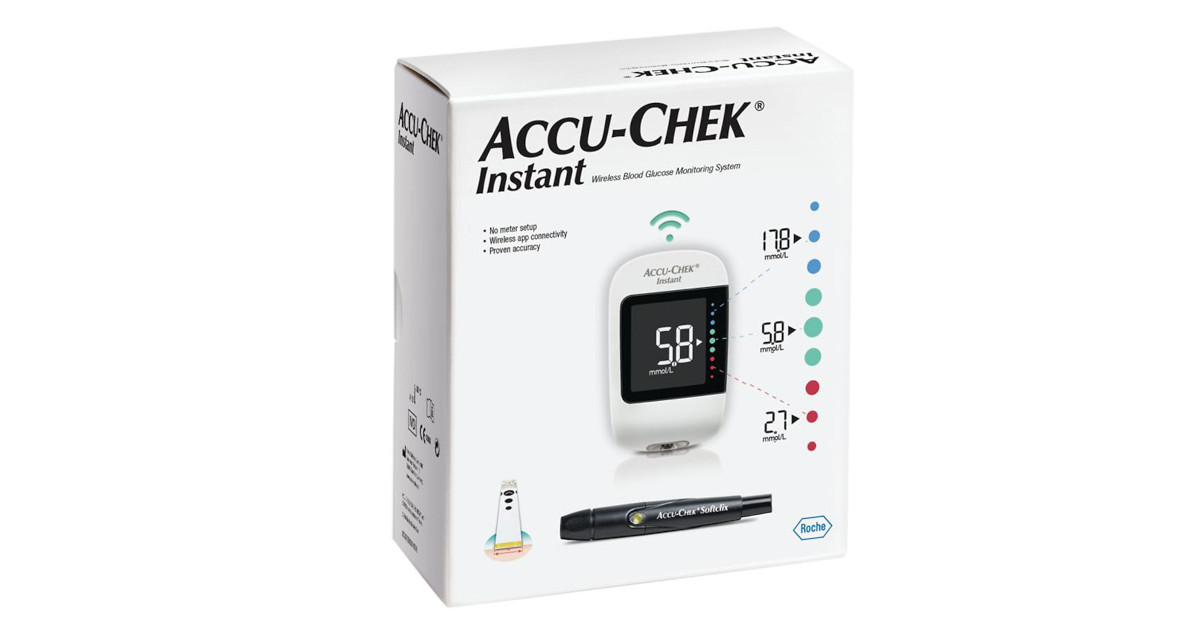 ACCU-CHEK
Instant
ACCU-CHEK®
Instant
ACCU-CHEK®
Instant Wireless Blood Glucose Monitoring System
• No meter setup
• Wireless app connectivity
• Proven accuracy
ACCU-CHEK®
Instant
5.8
mmol/L
17.8
mmol/L
5.8
mmol/L
2.7
mmol/L
IVD
CE
ACCU-CHEK® Softclix
Roche